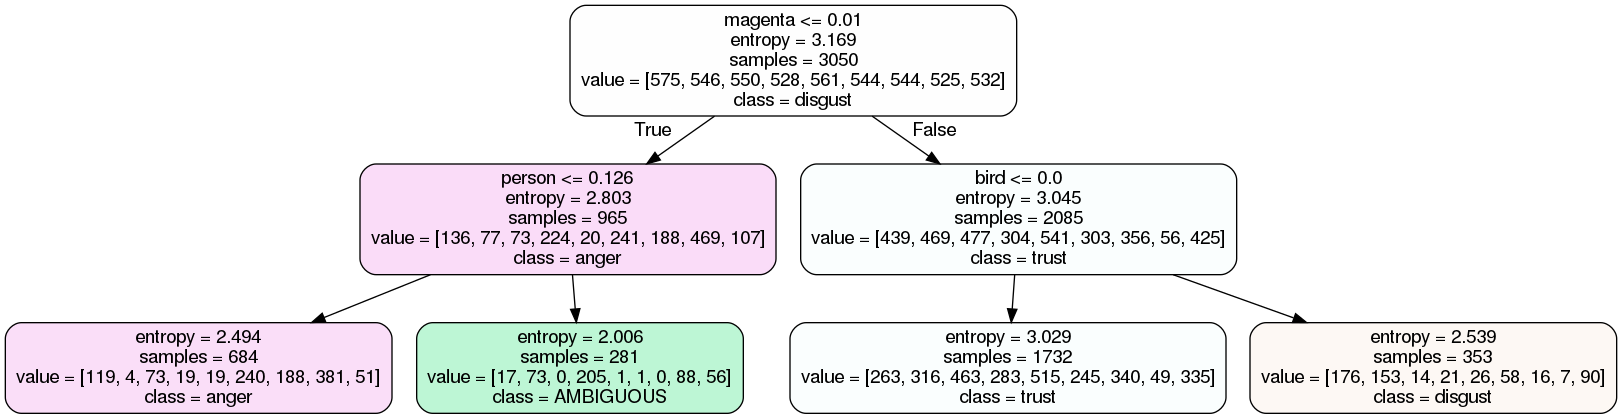 magenta <= 0.01
entropy = 3.169
samples = 3050
value = [575, 546, 550, 528, 561, 544, 544, 525, 532]
class = disgust
True
False
person <= 0.126
entropy = 2.803
samples = 965
value = [136, 77, 73, 224, 20, 241, 188, 469, 107]
class = anger
bird <= 0.0
entropy = 3.045
samples = 2085
value = [439, 469, 477, 304, 541, 303, 356, 56, 425]
class = trust
entropy = 2.494
samples = 684
value = [119, 4, 73, 19, 19, 240, 188, 381, 51]
class = anger
entropy = 2.006
samples = 281
value = [17, 73, 0, 205, 1, 1, 0, 88, 56]
class = AMBIGUOUS
entropy = 3.029
samples = 1732
value = [263, 316, 463, 283, 515, 245, 340, 49, 335]
class = trust
entropy = 2.539
samples = 353
value = [176, 153, 14, 21, 26, 58, 16, 7, 90]
class = disgust